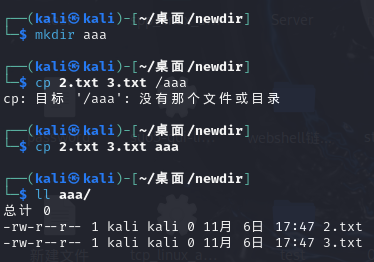 ┌──(kali㉿kali)-[~/桌面/newdir]
└─$ mkdir aaa
┌──(kali㉿kali)-[~/桌面/newdir]
└─$ cp 2.txt 3.txt /aaa
cp: 目标 '/aaa': 没有那个文件或目录
┌──(kali㉿kali)-[~/桌面/newdir]
└─$ cp 2.txt 3.txt aaa
┌──(kali㉿kali)-[~/桌面/newdir]
└─$ ll aaa/
总计 0
-rw-r--r-- 1 kali kali 0 11月 6日 17:47 2.txt
-rw-r--r-- 1 kali kali 0 11月 6日 17:47 3.txt